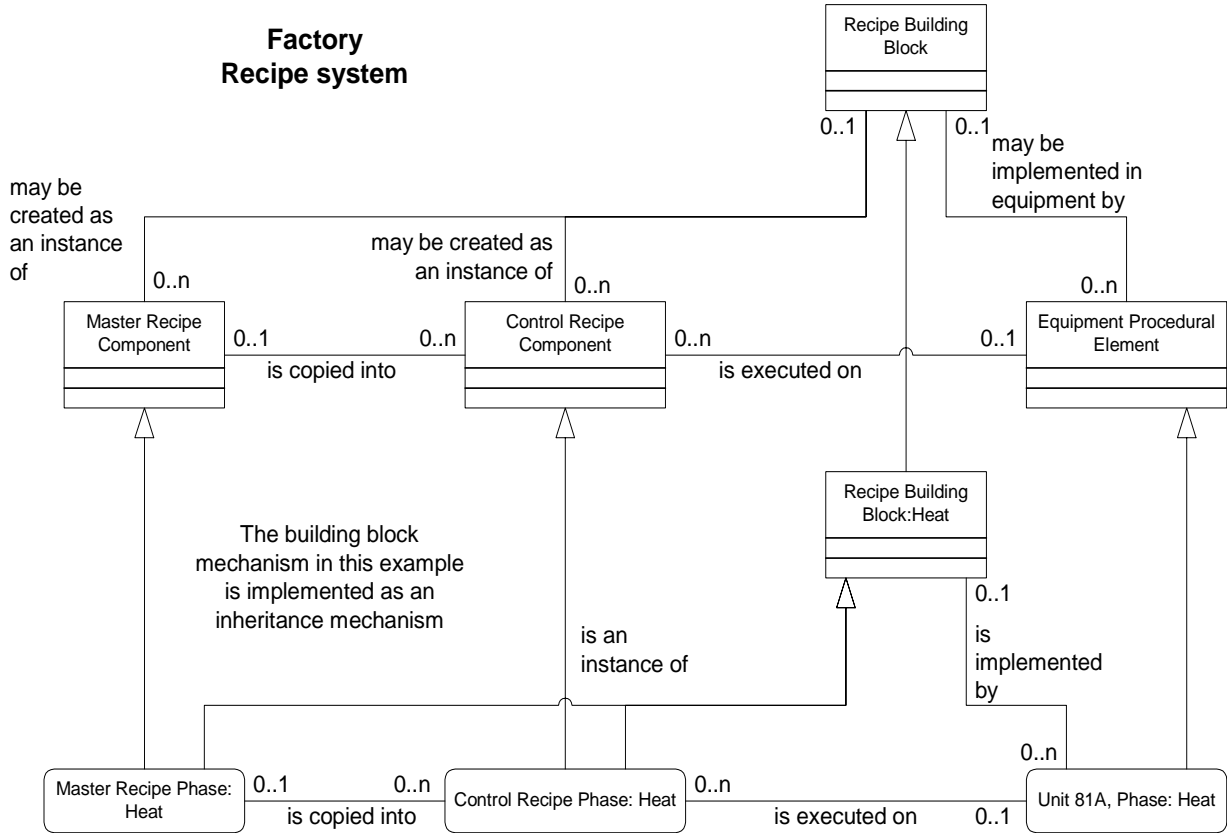 Factory
Recipe system
Recipe Building
Block
0..1
0..1
may be
implemented in
equipment by
may be
created as
an instance
of
may be created as
an instance of
0..n
0..n
0..n
Master Recipe
Component
0..1
0..n
is copied into
Control Recipe
Component
0..n
0..1
is executed on
Equipment Procedural
Element
Recipe Building
Block:Heat
The building block
mechanism in this example
is implemented as an
inheritance mechanism
0..1
is an
instance of
is
implemented
by
0..n
Master Recipe Phase:
Heat
0..1
0..n
is copied into
Control Recipe Phase: Heat
0..n
0..1
is executed on
Unit 81A, Phase: Heat